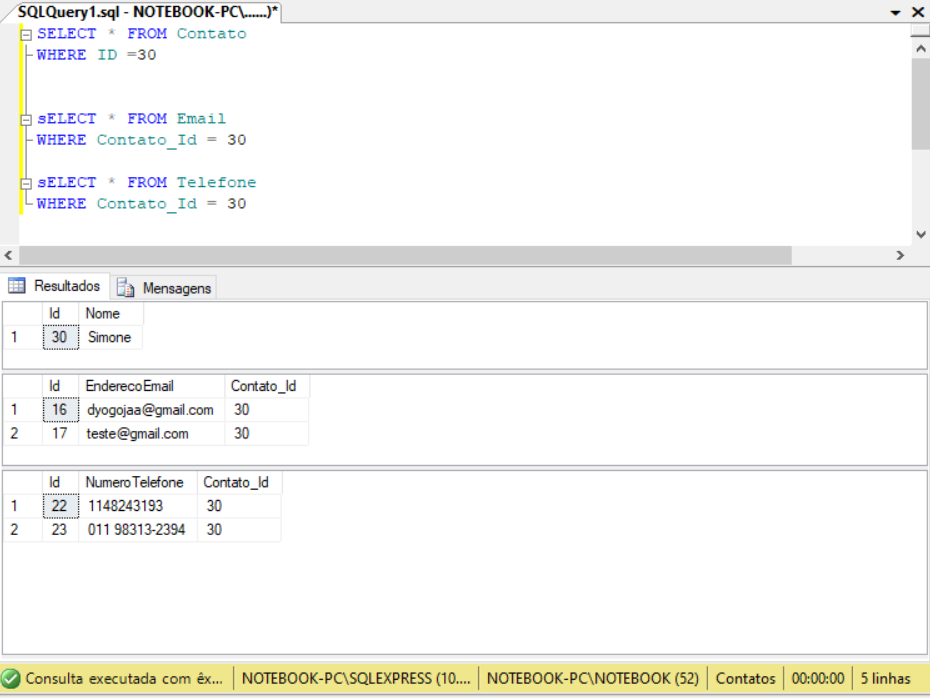 SQLQuery1.sql - NOTEBOOK-PC\......)*
SELECT * FROM Contato
WHERE ID =30
sELECT * FROM Email
WHERE Contato_Id = 30
sELECT * FROM Telefone
WHERE Contato_Id = 30
Resultados Mensagens
Id Nome
1 30 Simone
Id EnderecoEmail Contato_Id
1 16 dyogojaa@gmail.com 30
2 17 teste@gmail.com 30
Id NumeroTelefone Contato_Id
1 22 1148243193 30
2 23 011 98313-2394 30
Consulta executada com êx... NOTEBOOK-PC\SQLEXPRESS (10.... NOTEBOOK-PC\NOTEBOOK (52) Contatos 00:00:00 5 linhas